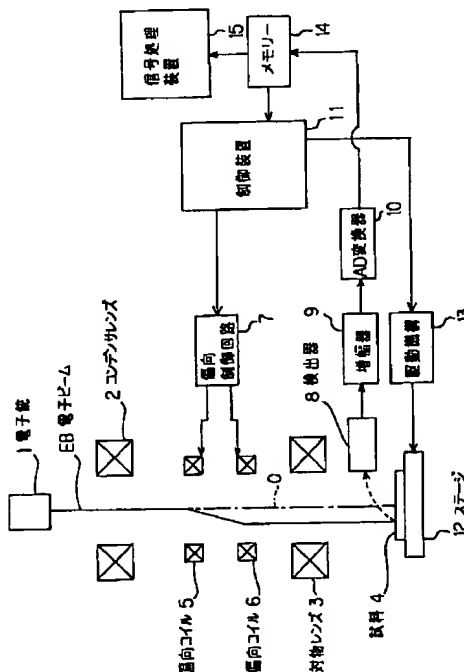 1 電子銃
EB 電子ビーム
2 コンデンサレンズ
偏向コイル 5
偏向コイル 6
対物レンズ 3
O
試料 4
12 ステージ
偏向
制御回路
7
8 検出器
増幅器
9
AD変換器
10
駆動機構
13
制御装置
11
メモリー
14
信号処理
装置
15